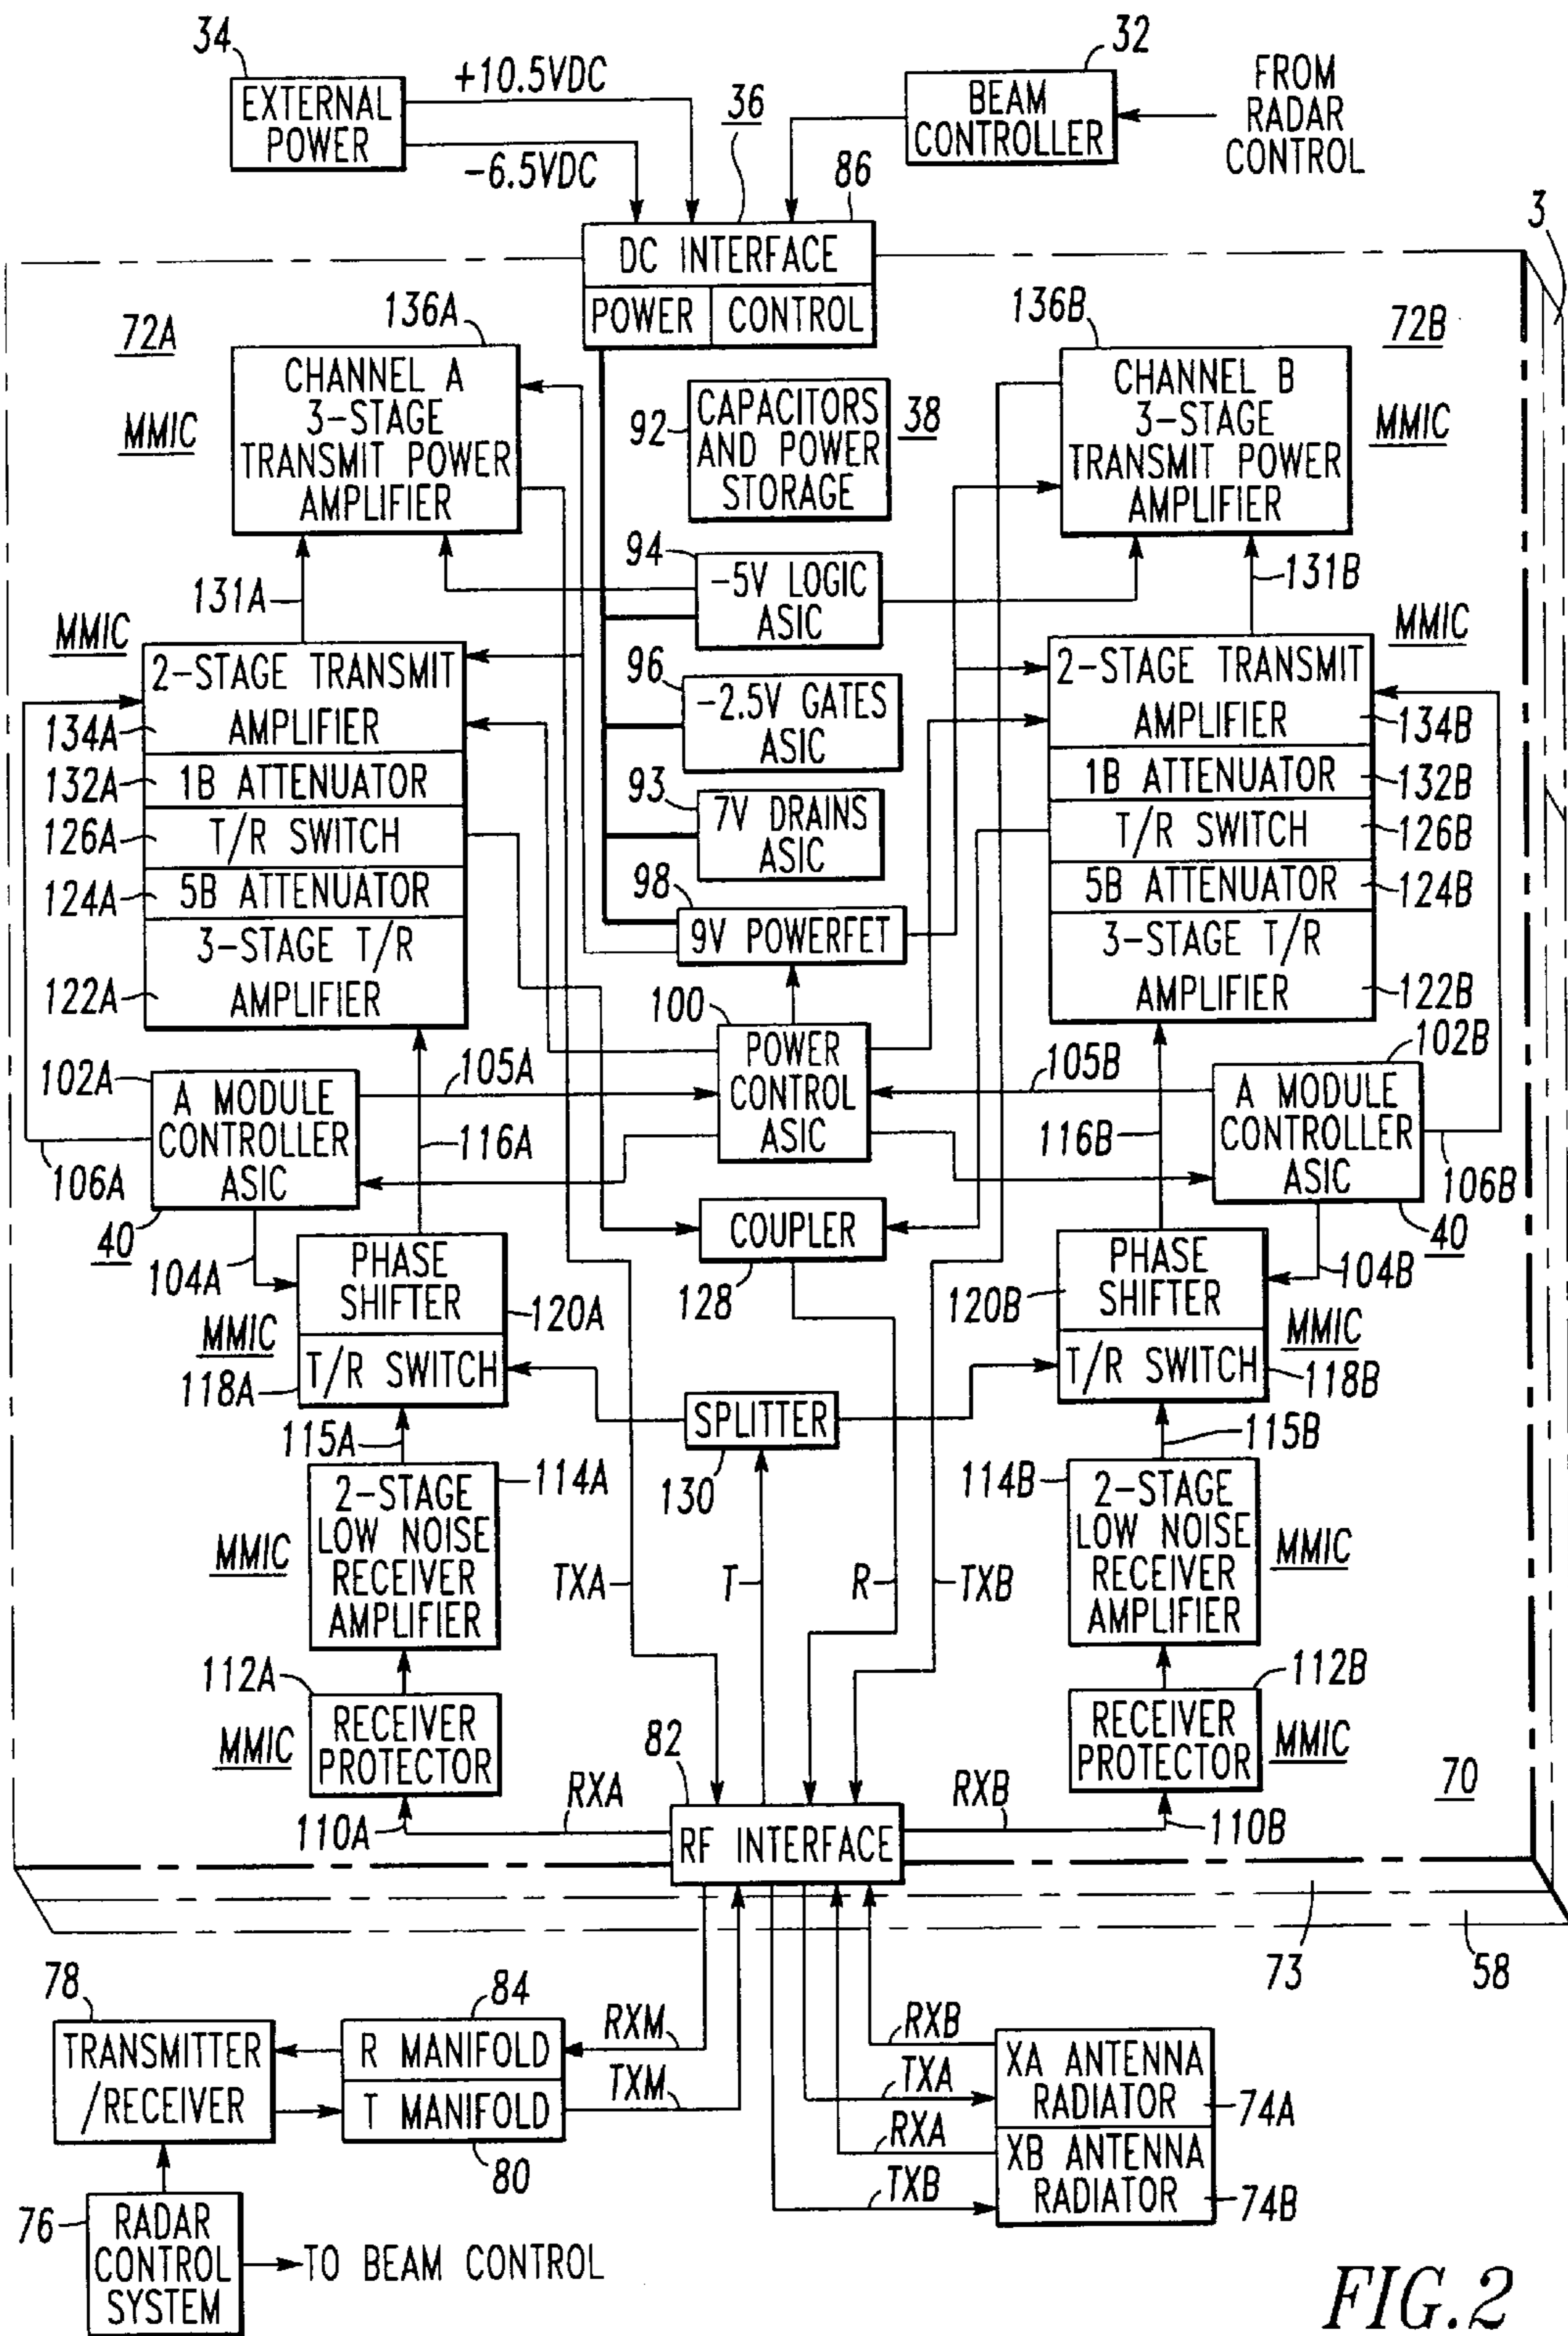 34
EXTERNAL
POWER
+10.5VDC
-6.5VDC
36
32
BEAM
CONTROLLER
FROM
RADAR
CONTROL
86
DC INTERFACE
POWER
CONTROL
3
72A
136A
MMIC
CHANNEL A
3-STAGE
TRANSMIT POWER
AMPLIFIER
92
CAPACITORS
AND POWER
STORAGE
38
136B
72B
CHANNEL B
3-STAGE
TRANSMIT POWER
AMPLIFIER
MMIC
94
-5V LOGIC
ASIC
131A
131B
MMIC
2-STAGE TRANSMIT
AMPLIFIER
134A
1B ATTENUATOR
132A
T/R SWITCH
126A
5B ATTENUATOR
124A
3-STAGE T/R
AMPLIFIER
122A
96
-2.5V GATES
ASIC
93
7V DRAINS
ASIC
98
9V POWERFET
MMIC
2-STAGE TRANSMIT
AMPLIFIER
134B
1B ATTENUATOR
132B
T/R SWITCH
126B
5B ATTENUATOR
124B
3-STAGE T/R
AMPLIFIER
122B
100
POWER
CONTROL
ASIC
102A
A MODULE
CONTROLLER
ASIC
105A
116A
106A
40
104A
105B
116B
102B
A MODULE
CONTROLLER
ASIC
106B
40
104B
COUPLER
128
PHASE
SHIFTER
120A
MMIC
T/R SWITCH
118A
PHASE
SHIFTER
120B
MMIC
T/R SWITCH
118B
SPLITTER
130
115A
115B
114A
2-STAGE
LOW NOISE
RECEIVER
AMPLIFIER
MMIC
114B
2-STAGE
LOW NOISE
RECEIVER
AMPLIFIER
MMIC
TXA
T
R
TXB
112A
RECEIVER
PROTECTOR
MMIC
112B
RECEIVER
PROTECTOR
MMIC
82
RXA
110A
RF INTERFACE
RXB
110B
70
73
58
78
TRANSMITTER
/RECEIVER
84
R MANIFOLD
T MANIFOLD
80
RXM
TXM
RXB
TXA
RXA
TXB
XA ANTENNA
RADIATOR
74A
XB ANTENNA
RADIATOR
74B
76
RADAR
CONTROL
SYSTEM
TO BEAM CONTROL
FIG.2